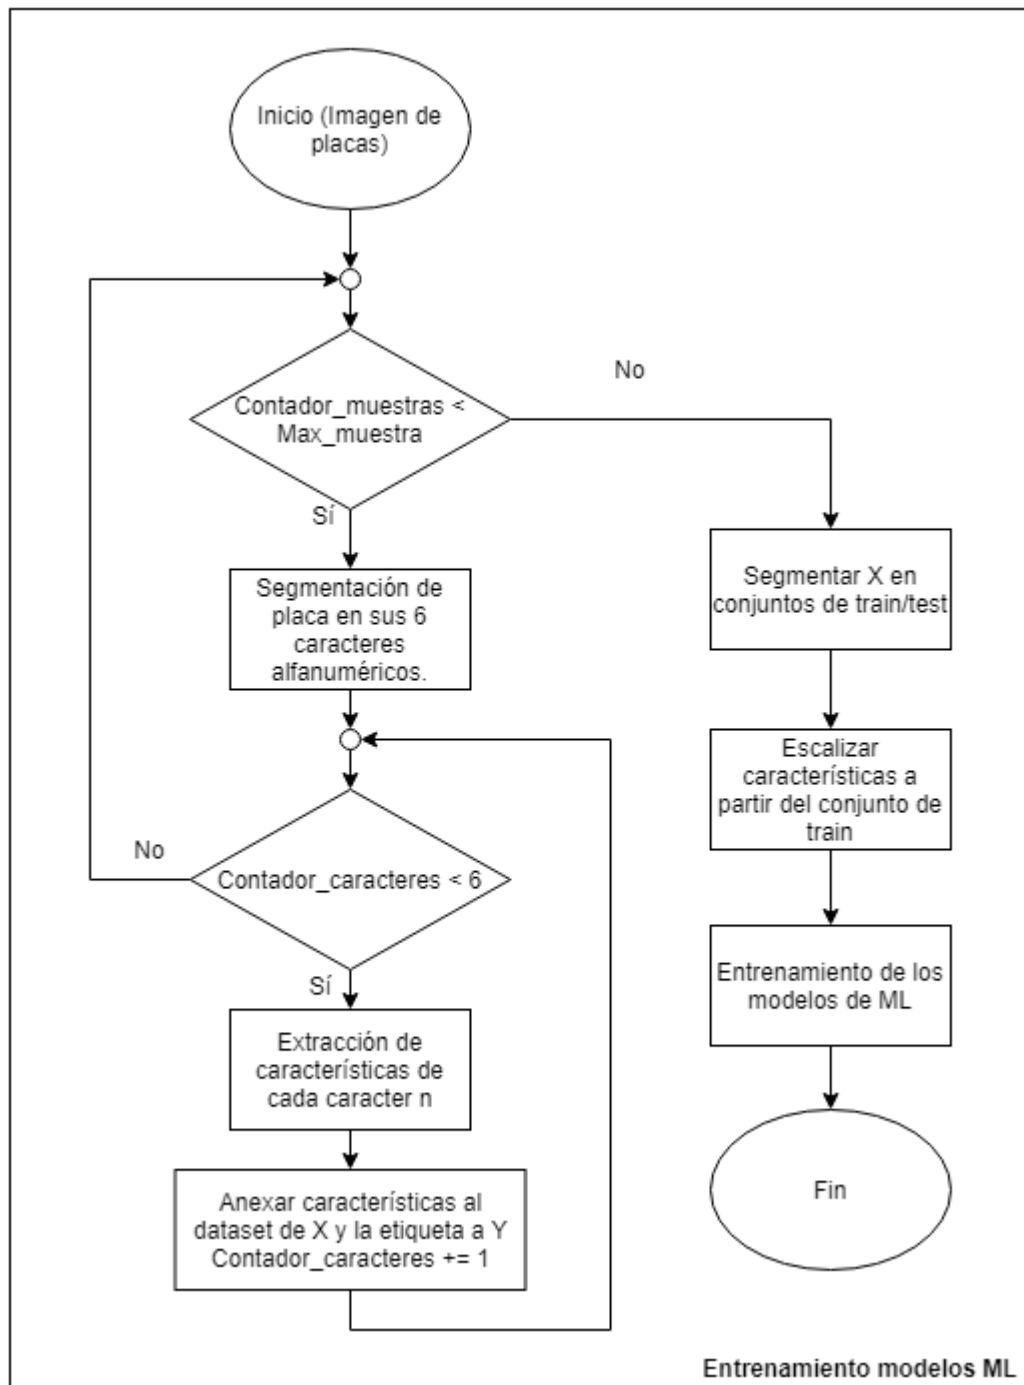 Inicio (Imagen de
placas)
Contador_muestras <
Max_muestra
No
Sí
Segmentación de
placa en sus 6
caracteres
alfanuméricos.
Contador_caracteres < 6
No
Sí
Extracción de
características de
cada caracter n
Anexar características al
dataset de X y la etiqueta a Y
Contador_caracteres += 1
Segmentar X en
conjuntos de train/test
Escalizar
características a
partir del conjunto de
train
Entrenamiento de los
modelos de ML
Fin
Entrenamiento modelos ML